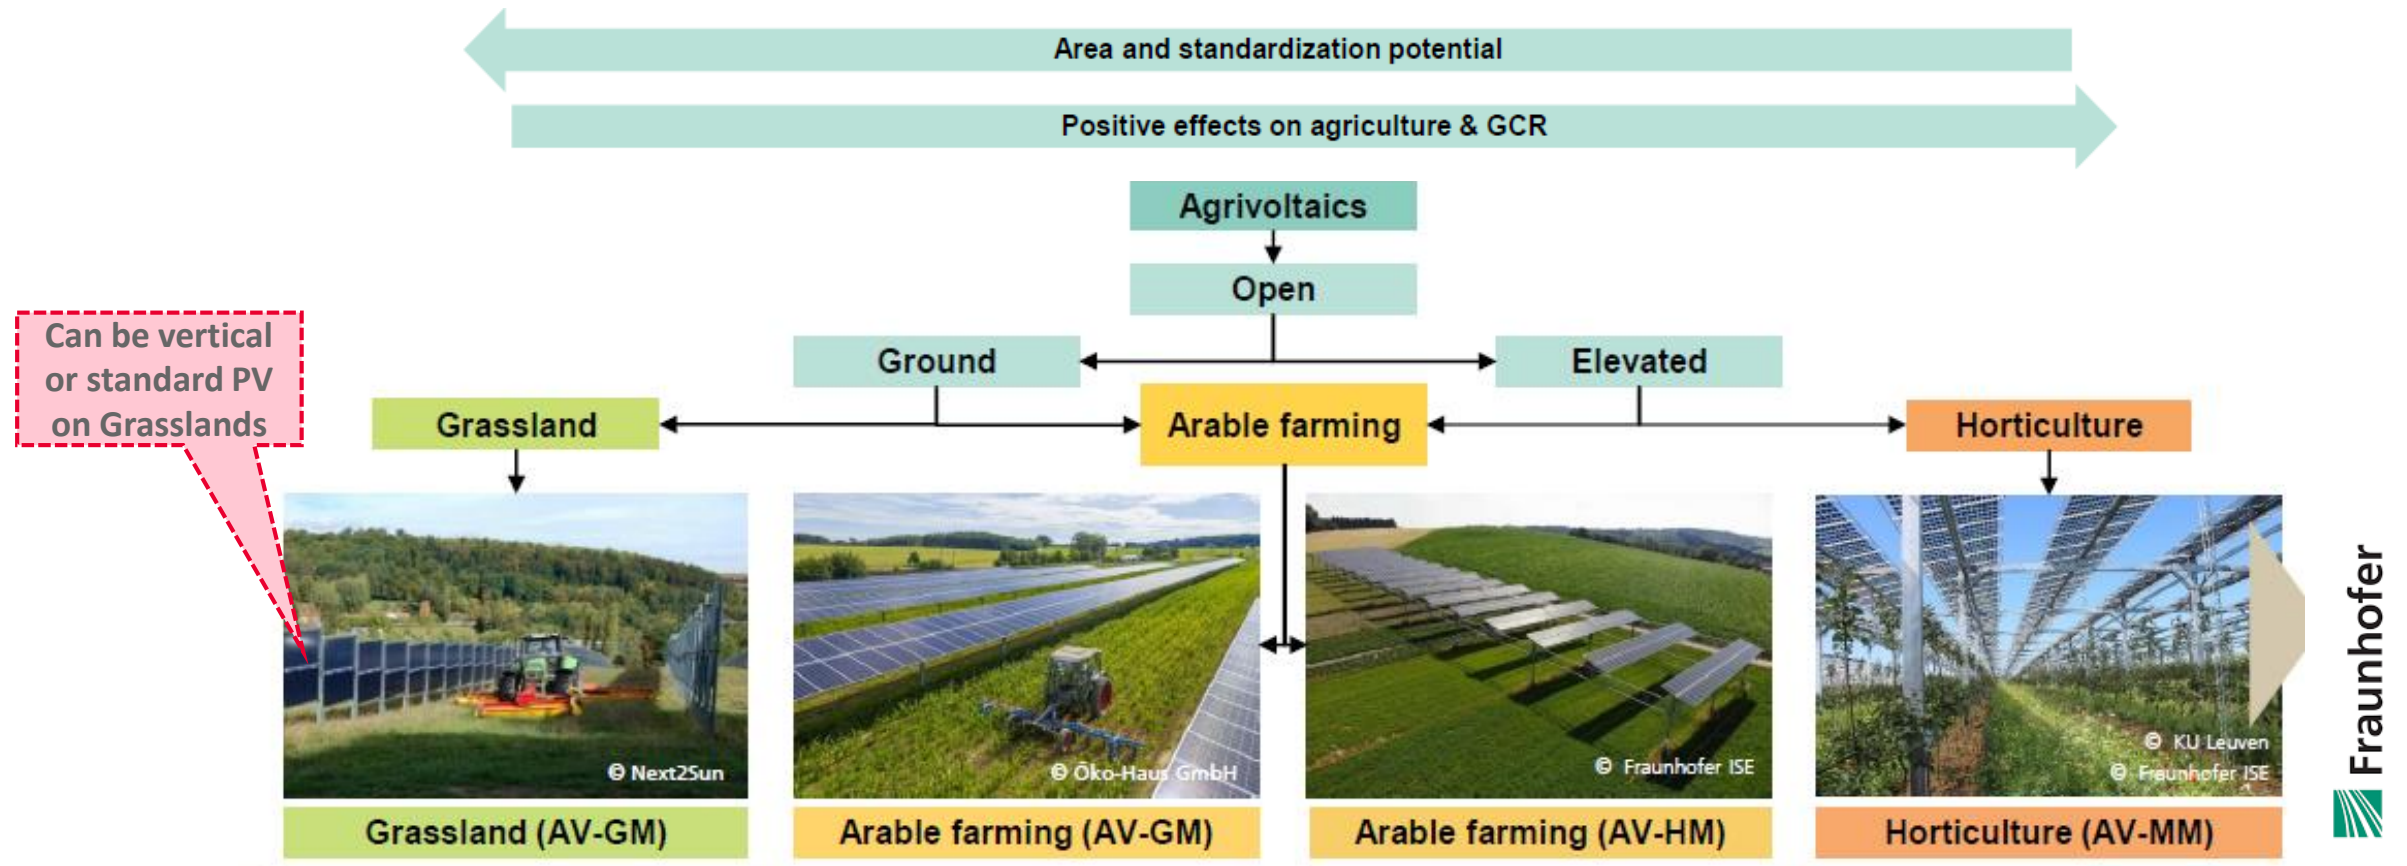 Area and standardization potential
Positive effects on agriculture & GCR
Agrivoltaics
Open
Ground
Elevated
Can be vertical
or standard PV
on Grasslands
Grassland
Arable farming
Horticulture
© Next2Sun
© Öko-Haus GmbH
© Fraunhofer ISE
© KU Leuven
© Fraunhofer ISE
Fraunhofer
Grassland (AV-GM)
Arable farming (AV-GM)
Arable farming (AV-HM)
Horticulture (AV-MM)